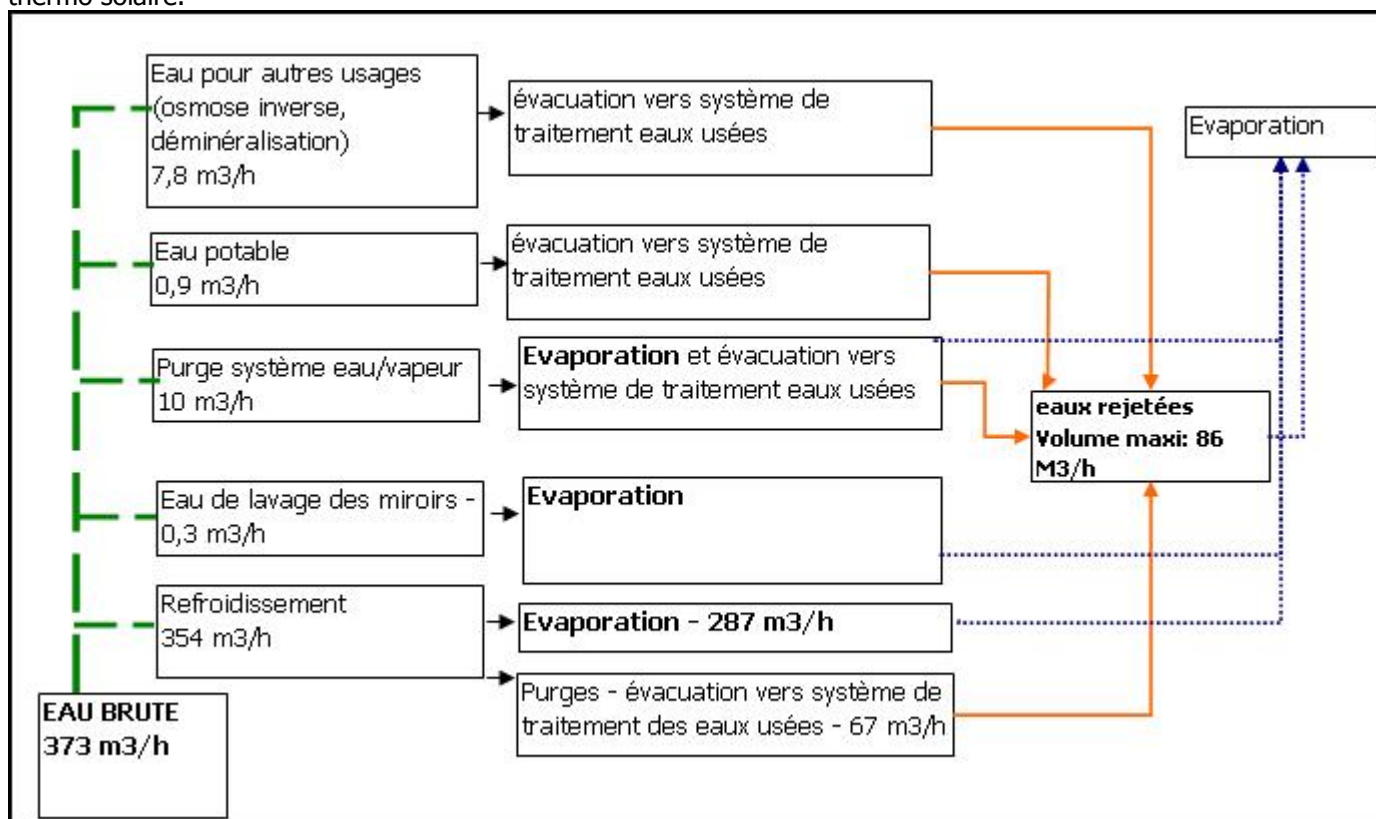 thermo solaire.
Eau pour autres usages
(osmose inverse,
déminéralisation)
7,8 m3/h
évacuation vers système de
traitement eaux usées
Evaporation
Eau potable
0,9 m3/h
évacuation vers système de
traitement eaux usées
Purge système eau/vapeur
10 m3/h
Evaporation et évacuation vers
système de traitement eaux usées
eaux rejetées
Volume maxi: 86
M3/h
Eau de lavage des miroirs -
0,3 m3/h
Evaporation
Refroidissement
354 m3/h
Evaporation - 287 m3/h
Purges - évacuation vers système de
traitement des eaux usées - 67 m3/h
EAU BRUTE
373 m3/h